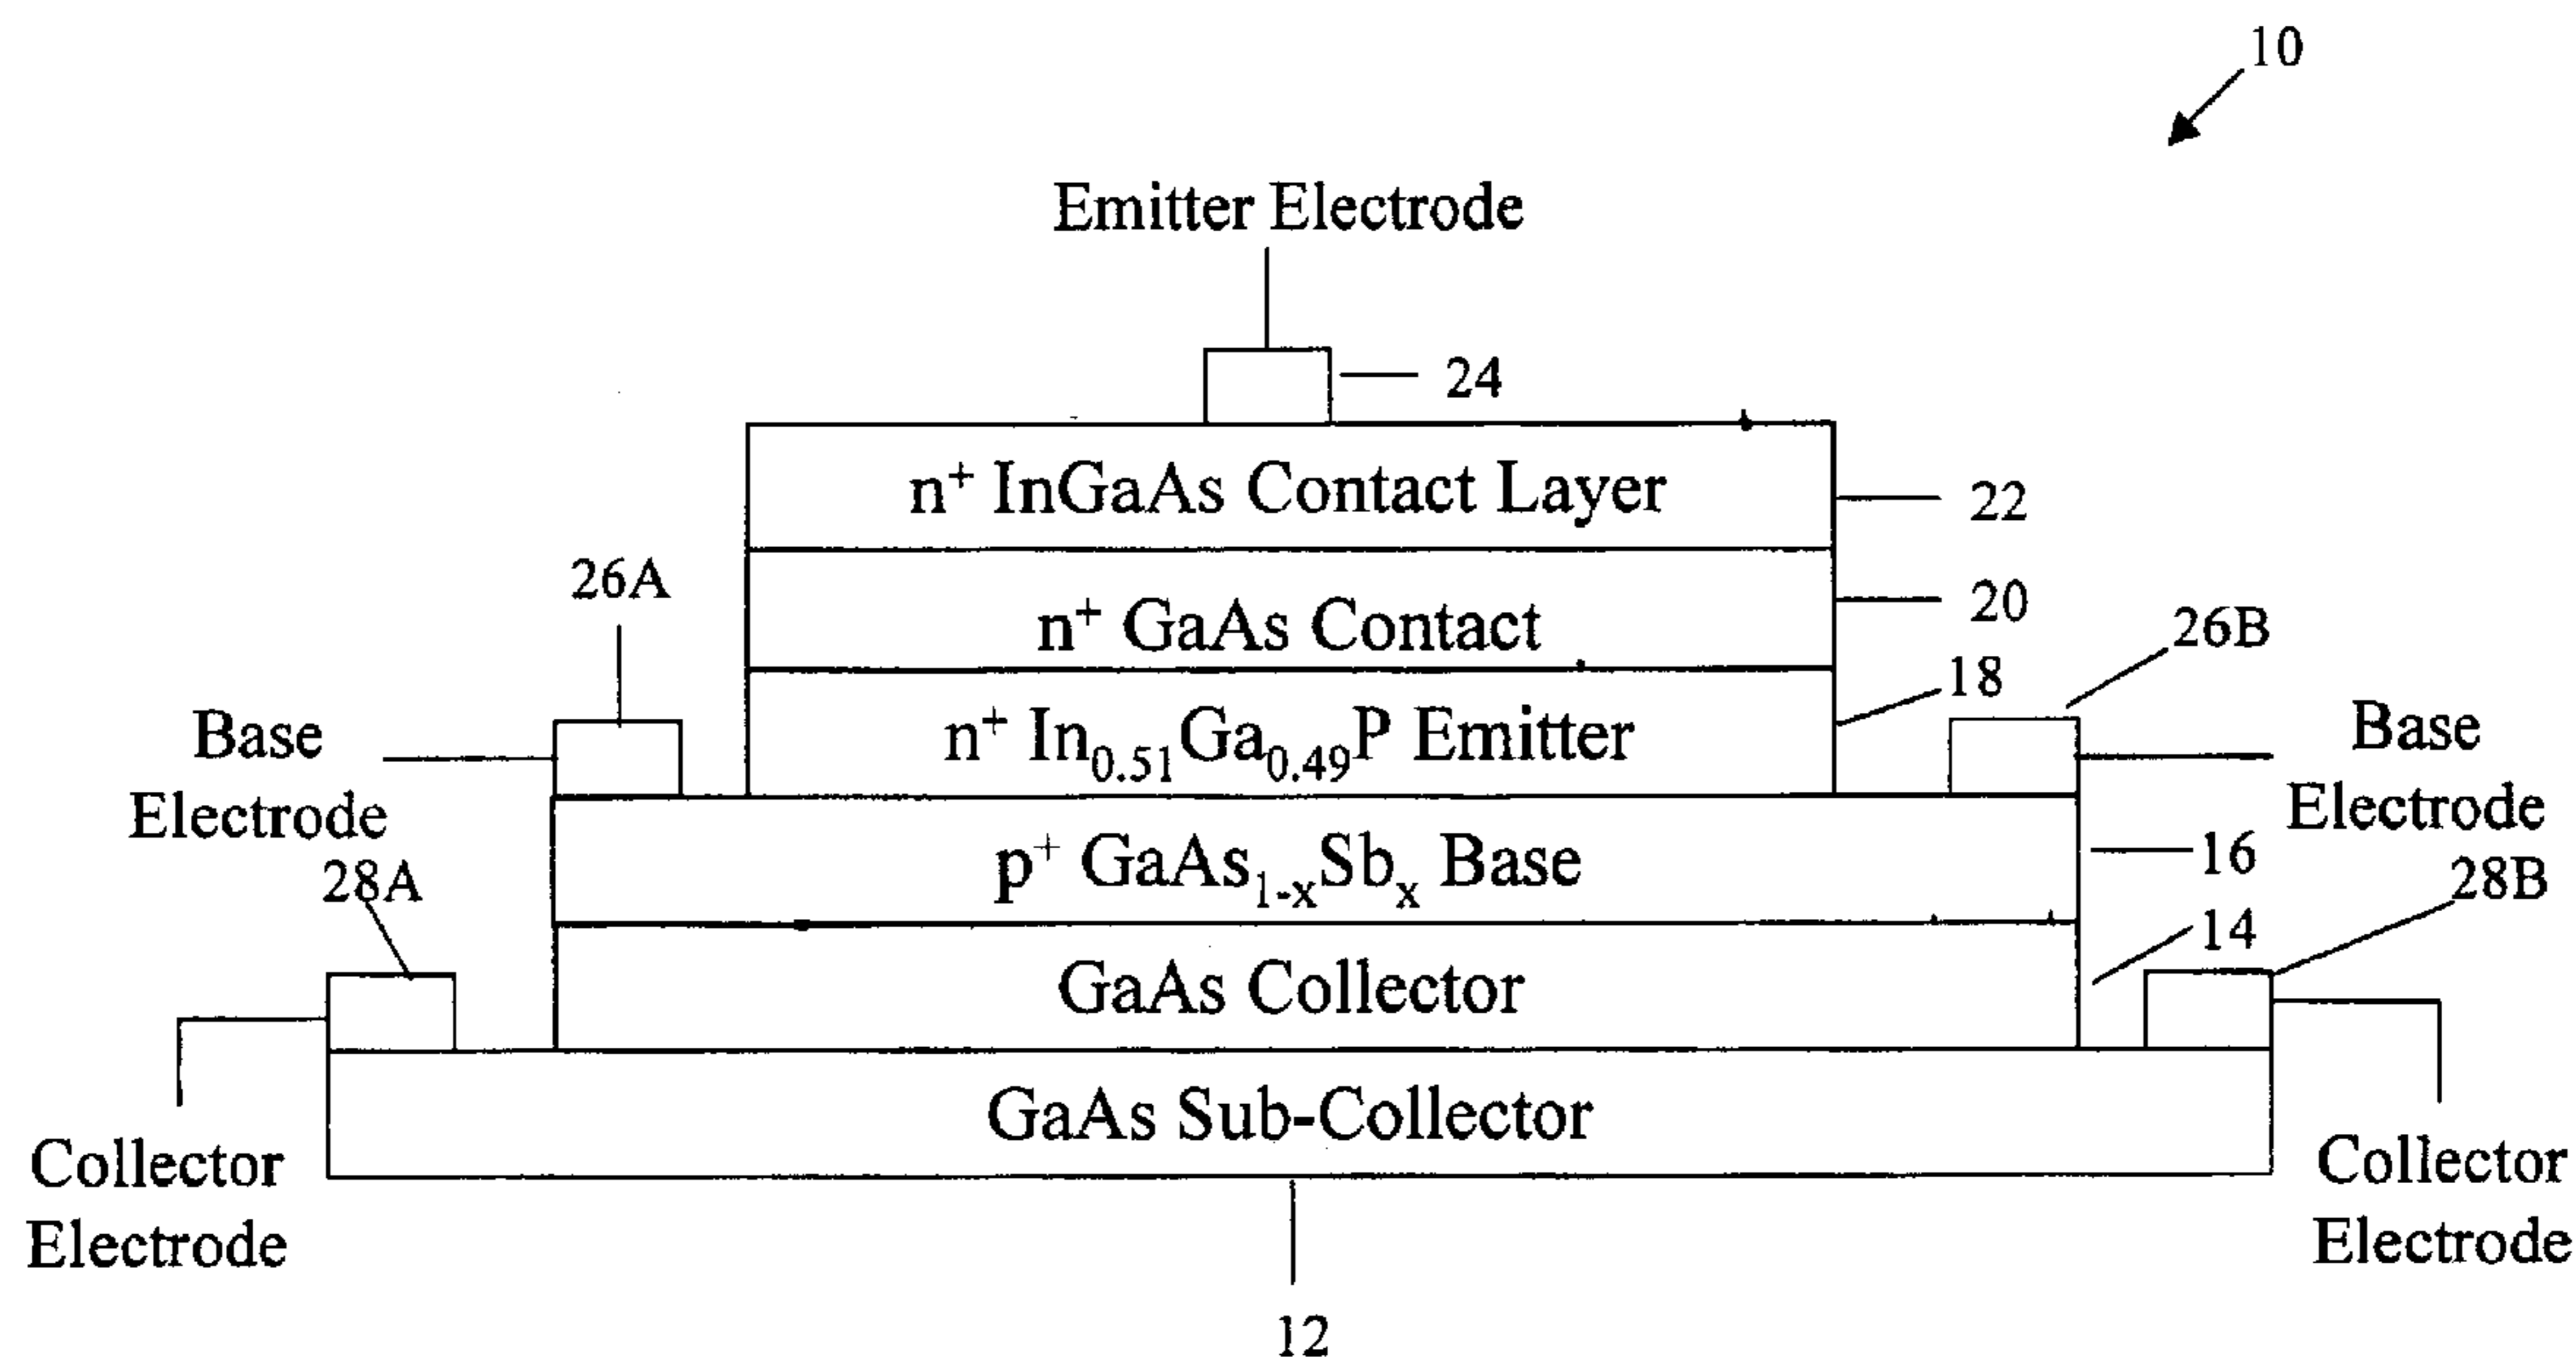 10
Emitter Electrode
24
n⁺ InGaAs Contact Layer
22
26A
n⁺ GaAs Contact
20
26B
Base
Electrode
n⁺ In₀.₅₁Ga₀.₄₉P Emitter
18
Base
Electrode
28A
p⁺ GaAs₁₋ₓSbₓ Base
16
28B
GaAs Collector
14
Collector
Electrode
GaAs Sub-Collector
Collector
Electrode
12